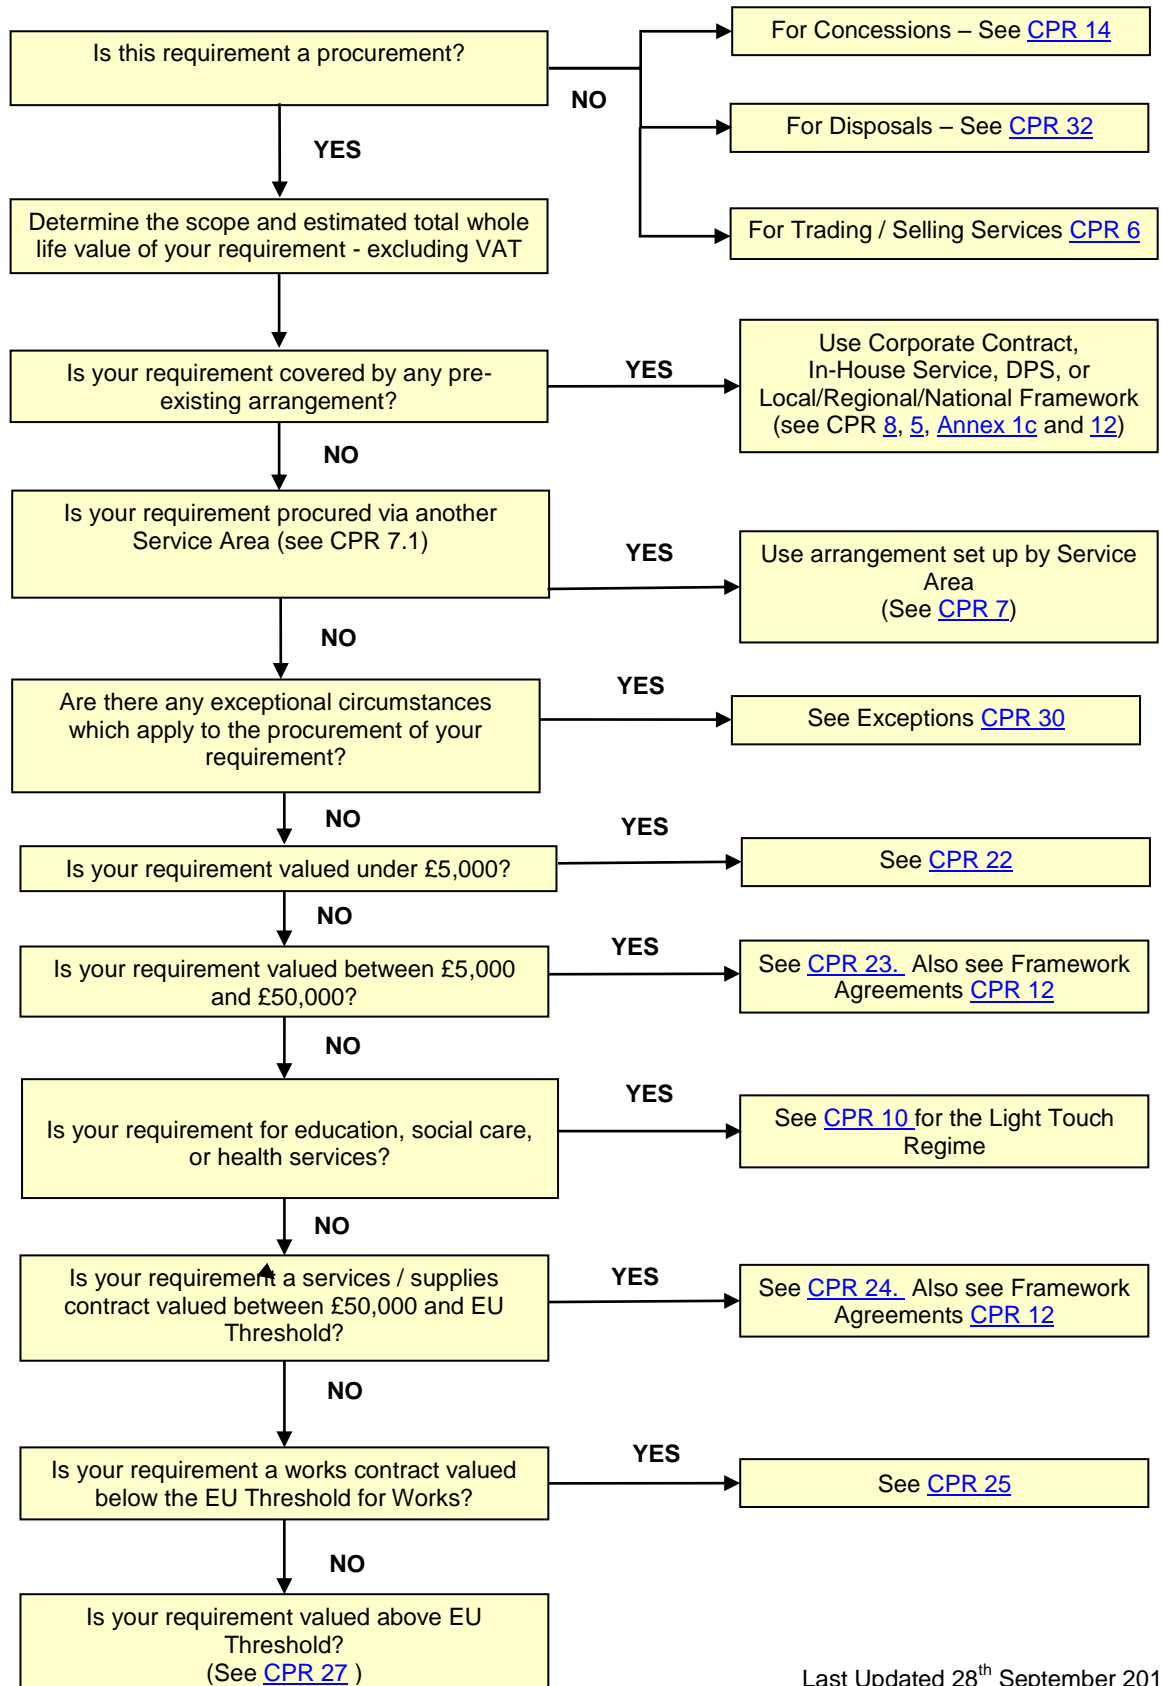 Is this requirement a procurement?
For Concessions – See CPR 14
NO
For Disposals – See CPR 32
YES
For Trading / Selling Services CPR 6
Determine the scope and estimated total whole
life value of your requirement - excluding VAT
Is your requirement covered by any pre-
existing arrangement?
YES
Use Corporate Contract,
In-House Service, DPS, or
Local/Regional/National Framework
(see CPR 8, 5, Annex 1c and 12)
NO
Is your requirement procured via another
Service Area (see CPR 7.1)
YES
Use arrangement set up by Service
Area
(See CPR 7)
NO
Are there any exceptional circumstances
which apply to the procurement of your
requirement?
YES
See Exceptions CPR 30
NO
Is your requirement valued under £5,000?
YES
See CPR 22
NO
Is your requirement valued between £5,000
and £50,000?
YES
See CPR 23. Also see Framework
Agreements CPR 12
NO
Is your requirement for education, social care,
or health services?
YES
See CPR 10 for the Light Touch
Regime
NO
Is your requirement a services / supplies
contract valued between £50,000 and EU
Threshold?
YES
See CPR 24. Also see Framework
Agreements CPR 12
NO
Is your requirement a works contract valued
below the EU Threshold for Works?
YES
See CPR 25
NO
Is your requirement valued above EU
Threshold?
(See CPR 27 )
Last Updated 28th September 201